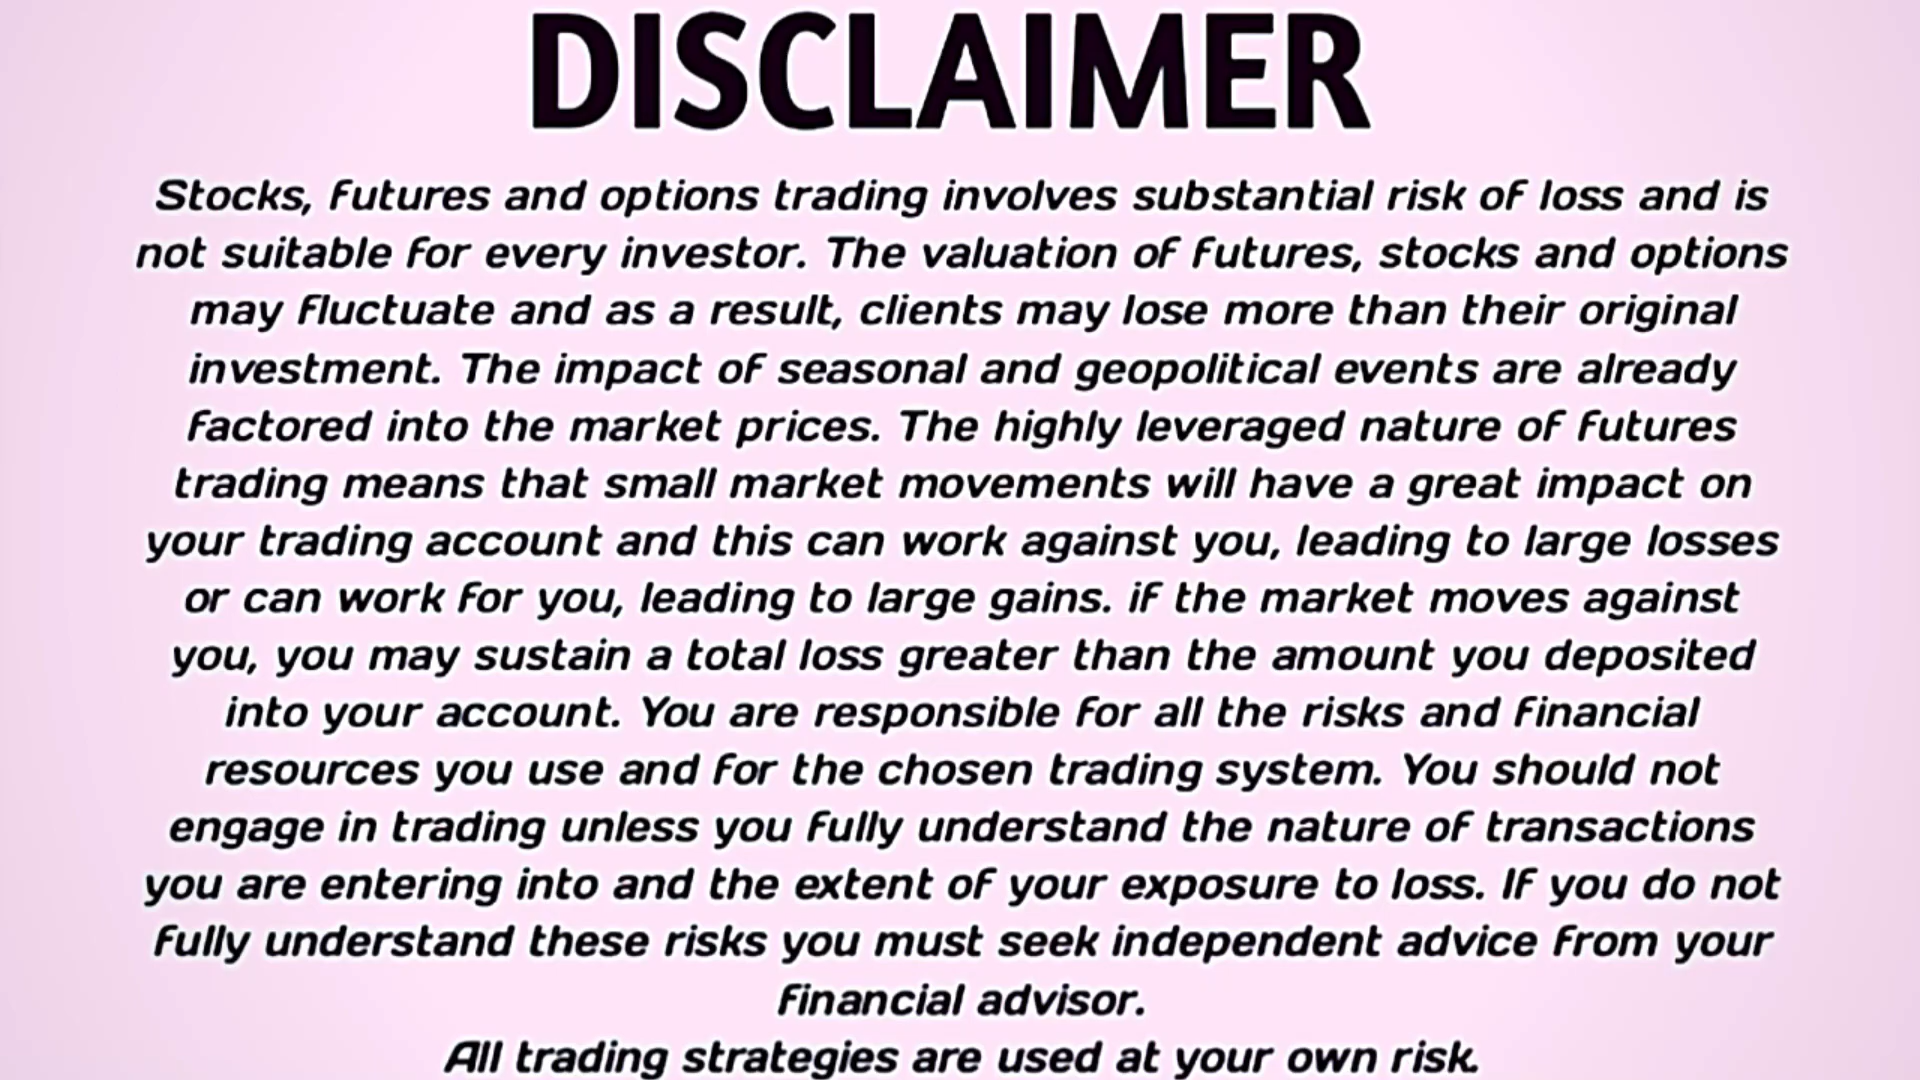 DISCLAIMER
Stocks, futures and options trading involves substantial risk of loss and is
not suitable for every investor. The valuation of futures, stocks and options
may fluctuate and as a result, clients may lose more than their original
investment. The impact of seasonal and geopolitical events are already
factored into the market prices. The highly leveraged nature of futures
trading means that small market movements will have a great impact on
your trading account and this can work against you, leading to large losses
or can work for you, leading to large gains. if the market moves against
you, you may sustain a total loss greater than the amount you deposited
into your account. You are responsible for all the risks and financial
resources you use and for the chosen trading system. You should not
engage in trading unless you fully understand the nature of transactions
you are entering into and the extent of your exposure to loss. If you do not
fully understand these risks you must seek independent advice from your
financial advisor.
All trading strategies are used at your own risk.